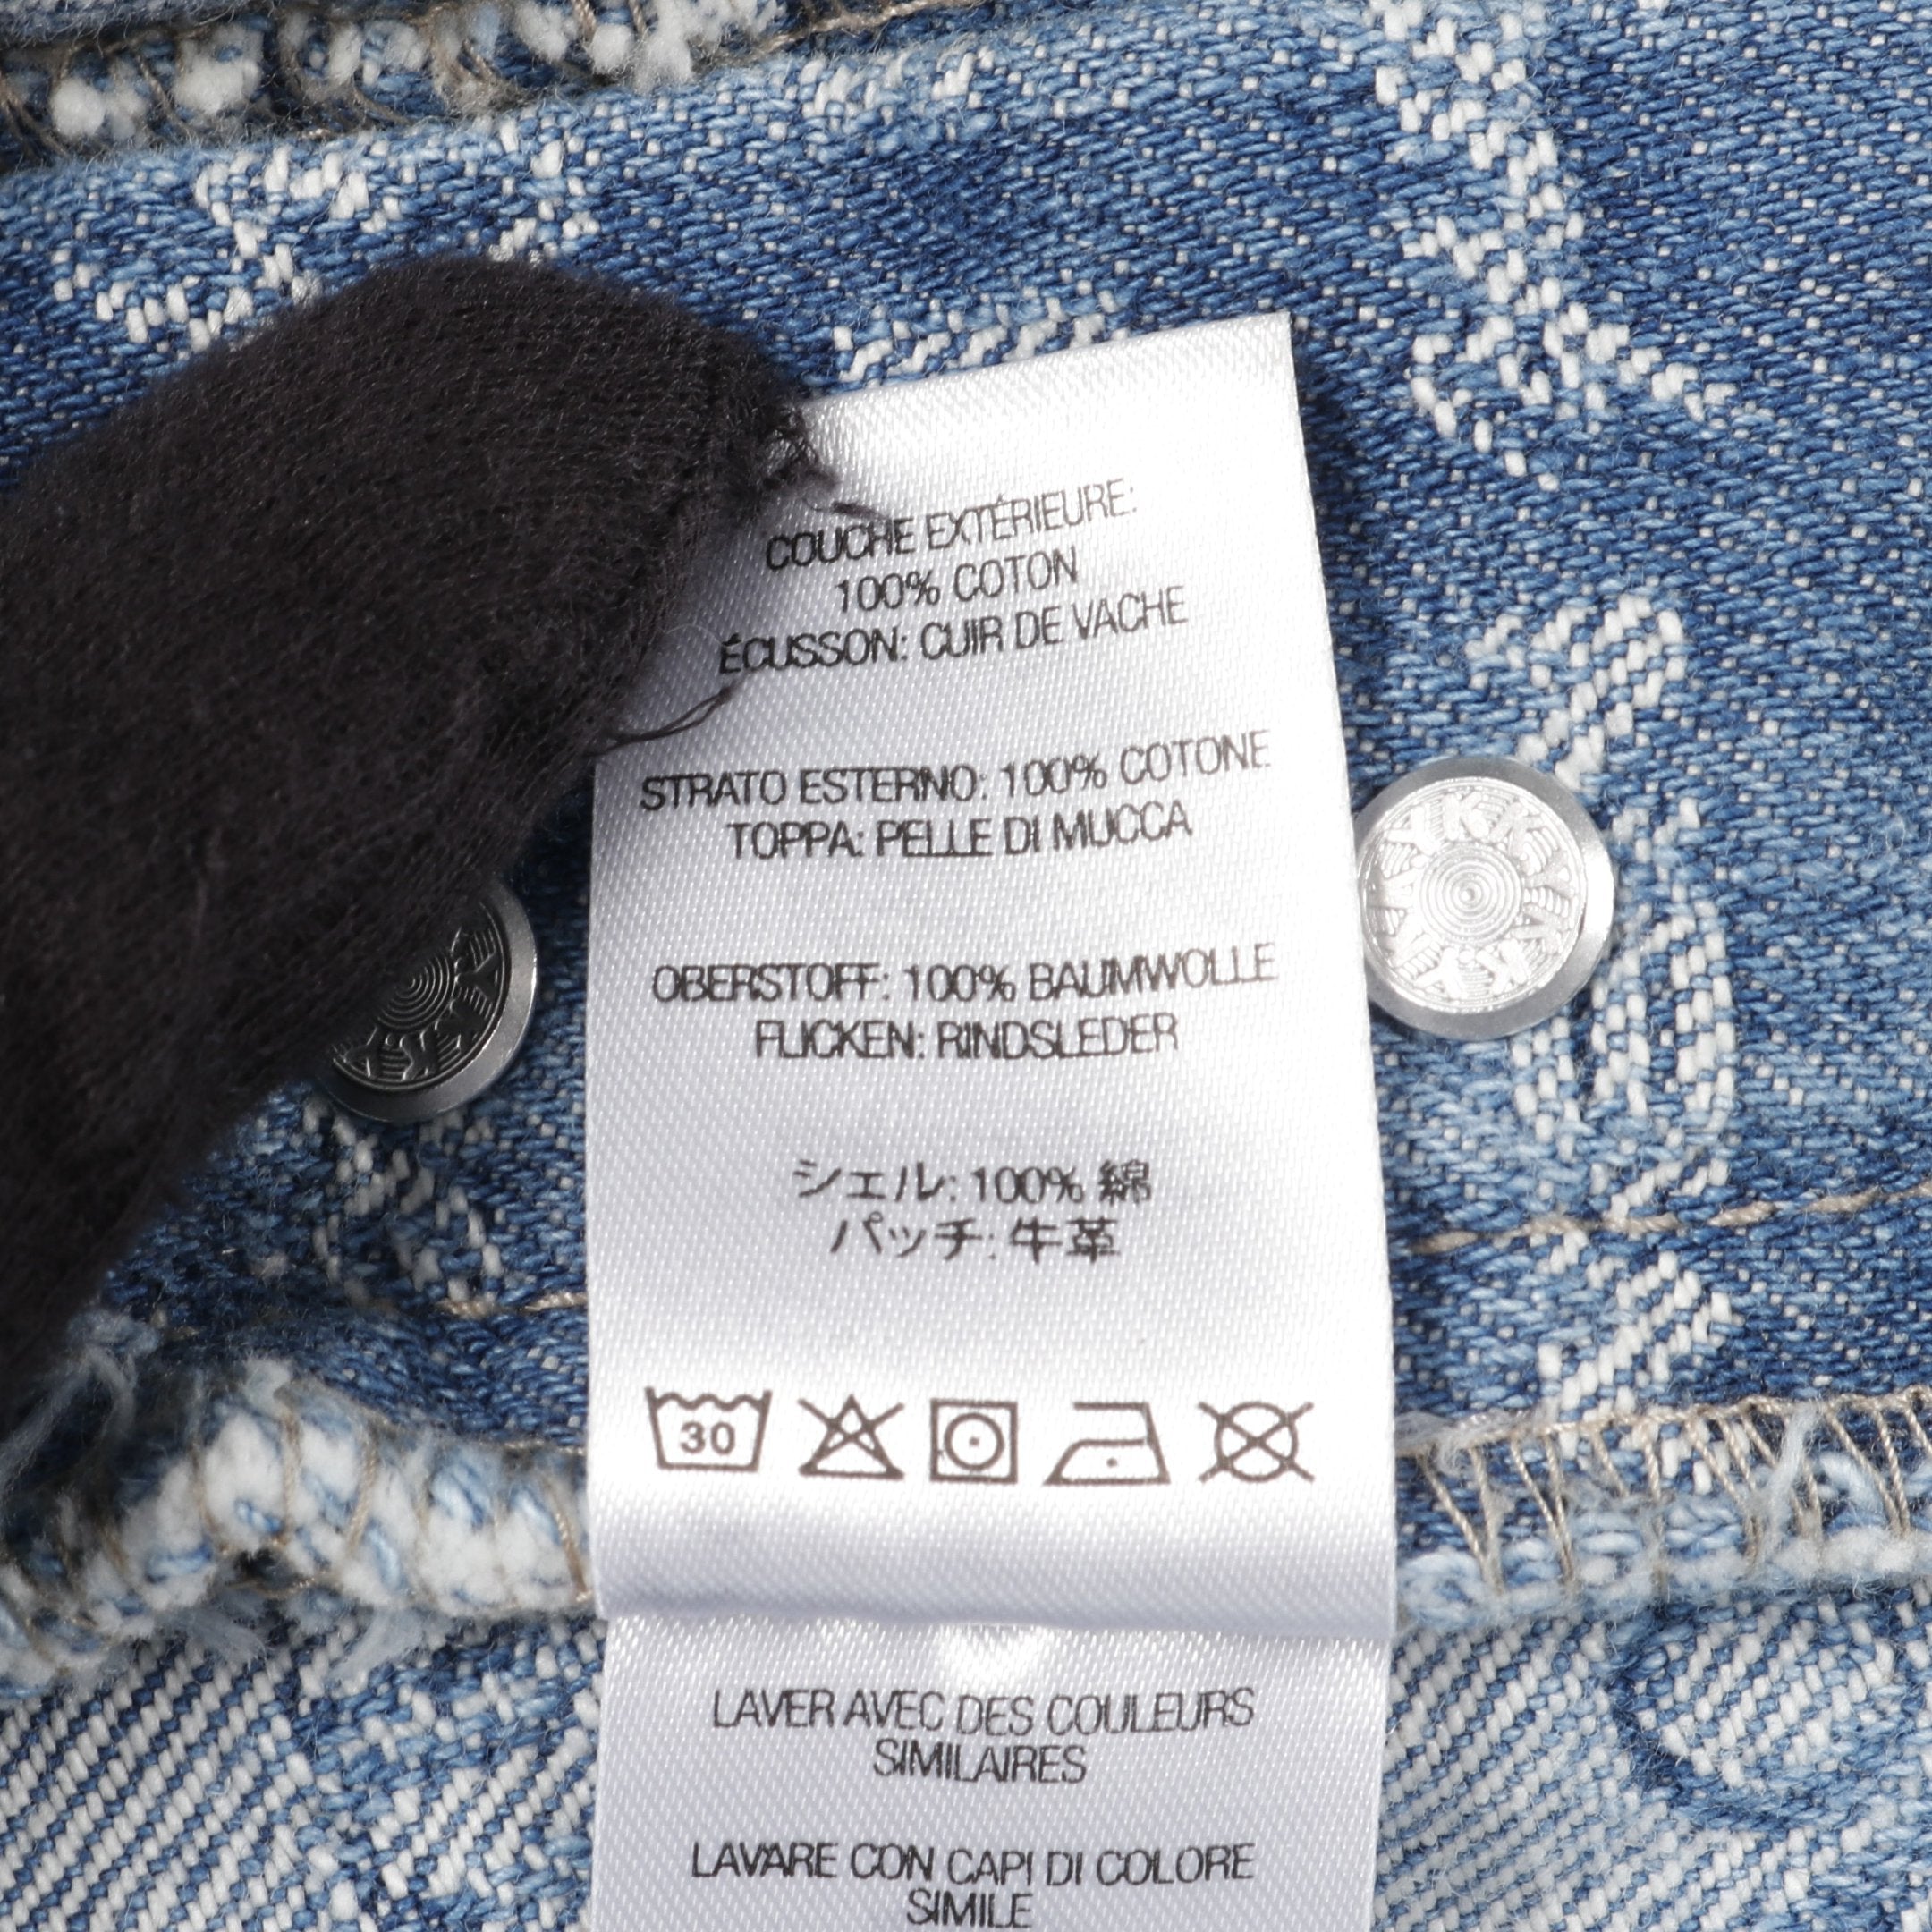 COUCHE EXTÉRIEURE:
100% COTON
ÉCUSSON: CUIR DE VACHE
STRATO ESTERNO: 100% COTONE
TOPPA: PELLE DI MUCCA
OBERSTOFF: 100% BAUMWOLLE
FLICKEN: RINDSLEDER
シェル: 100% 綿
パッチ: 牛革
30
LAVER AVEC DES COULEURS
SIMILAIRES
LAVARE CON CAPI DI COLORE
SIMILE